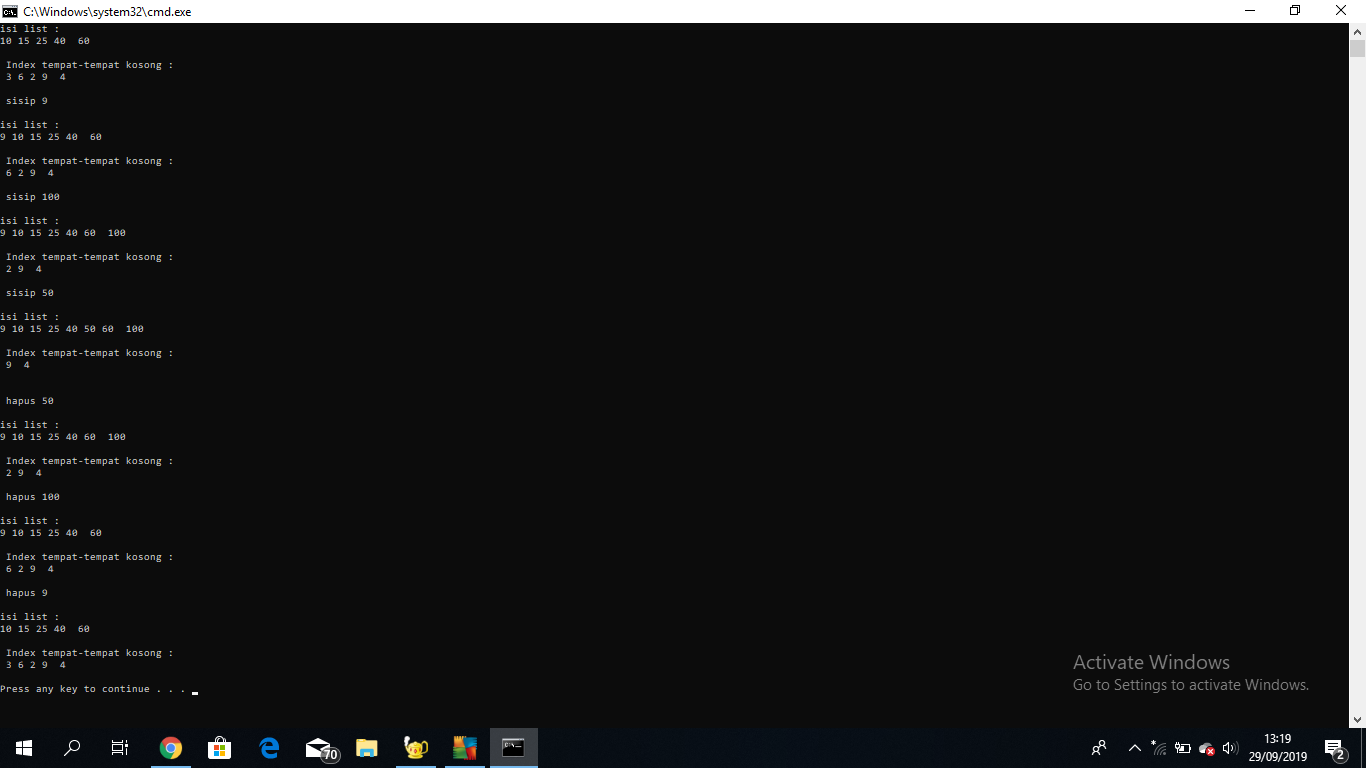 C:\Windows\system32\cmd.exe
isi list :
10 15 25 40  60
Index tempat-tempat kosong :
3 6 2 9  4
sisip 9
isi list :
9 10 15 25 40  60
Index tempat-tempat kosong :
6 2 9  4
sisip 100
isi list :
9 10 15 25 40 60  100
Index tempat-tempat kosong :
2 9  4
sisip 50
isi list :
9 10 15 25 40 50 60  100
Index tempat-tempat kosong :
9  4
hapus 50
isi list :
9 10 15 25 40 60  100
Index tempat-tempat kosong :
2 9  4
hapus 100
isi list :
9 10 15 25 40  60
Index tempat-tempat kosong :
6 2 9  4
hapus 9
isi list :
10 15 25 40  60
Index tempat-tempat kosong :
3 6 2 9  4
Press any key to continue . . .
Activate Windows
Go to Settings to activate Windows.
70
13:19
29/09/2019
2